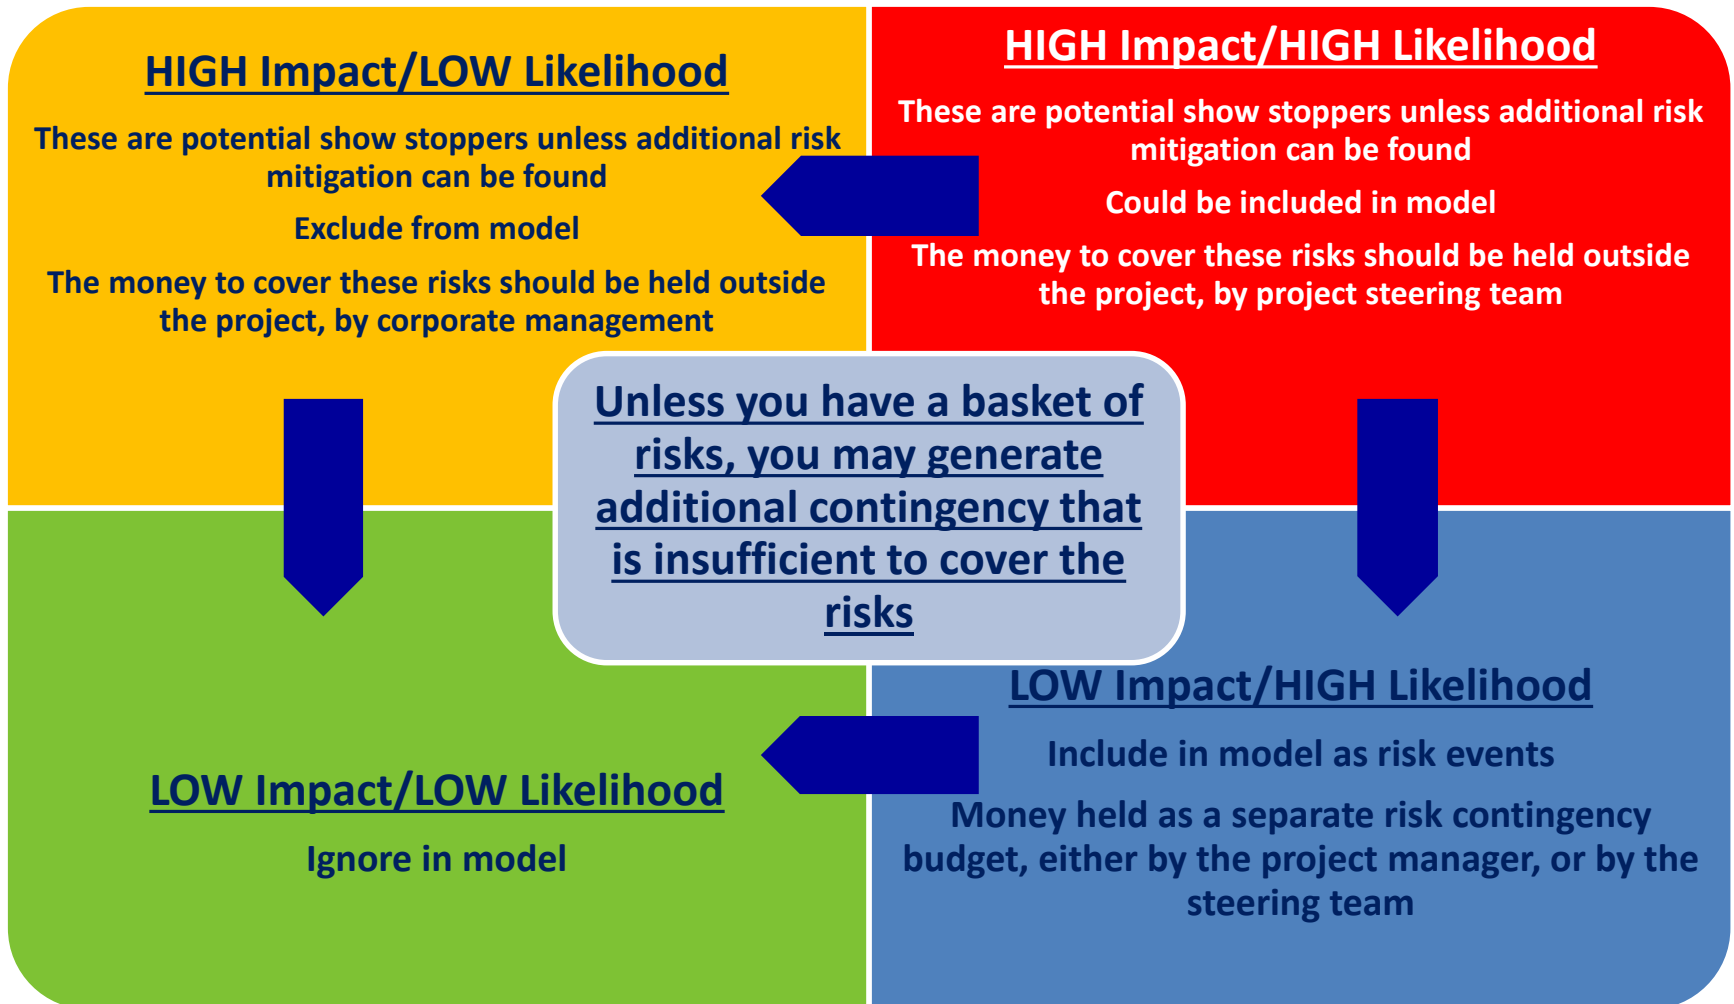 HIGH Impact/LOW Likelihood
These are potential show stoppers unless additional risk
mitigation can be found
Exclude from model
The money to cover these risks should be held outside
the project, by corporate management
HIGH Impact/HIGH Likelihood
These are potential show stoppers unless additional risk
mitigation can be found
Could be included in model
The money to cover these risks should be held outside
the project, by project steering team
Unless you have a basket of
risks, you may generate
additional contingency that
is insufficient to cover the
risks
LOW Impact/LOW Likelihood
Ignore in model
LOW Impact/HIGH Likelihood
Include in model as risk events
Money held as a separate risk contingency
budget, either by the project manager, or by the
steering team